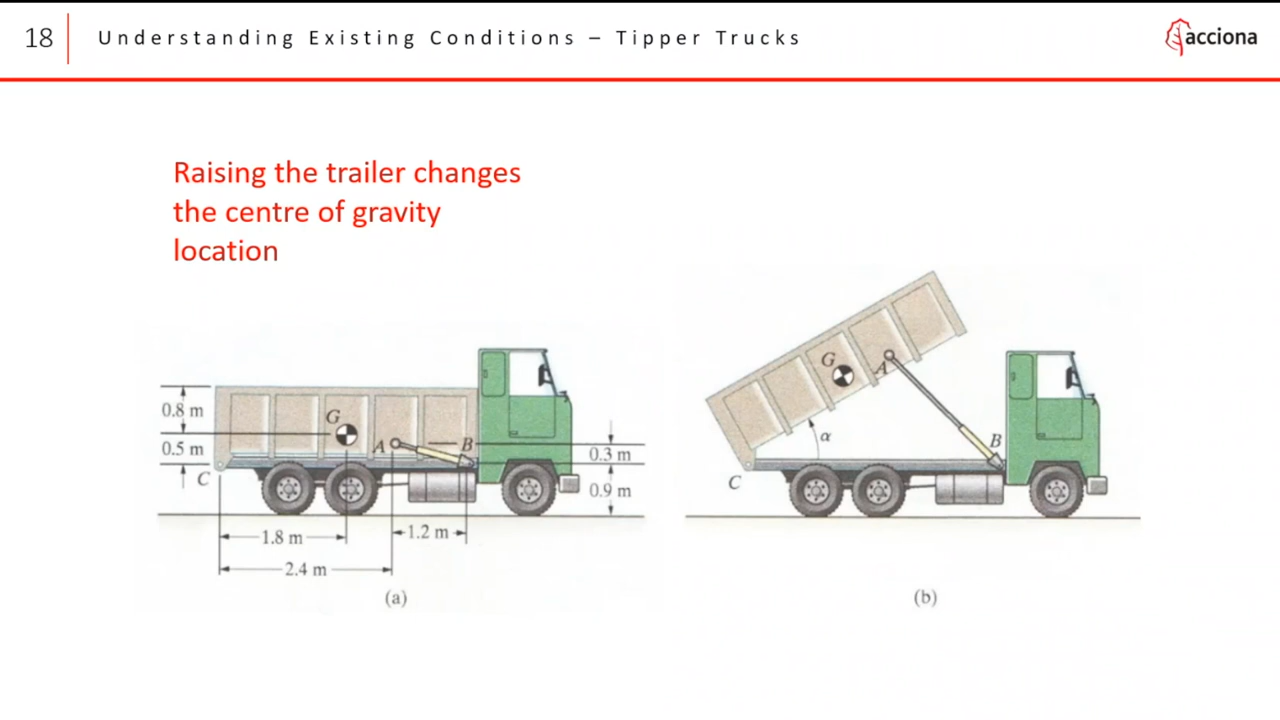 18
Understanding Existing Conditions – Tipper Trucks
acciona
Raising the trailer changes
the centre of gravity
location
0.8 m
0.5 m
C
G
A
B
0.3 m
0.9 m
1.8 m
1.2 m
2.4 m
(a)
G
A
B
α
C
(b)